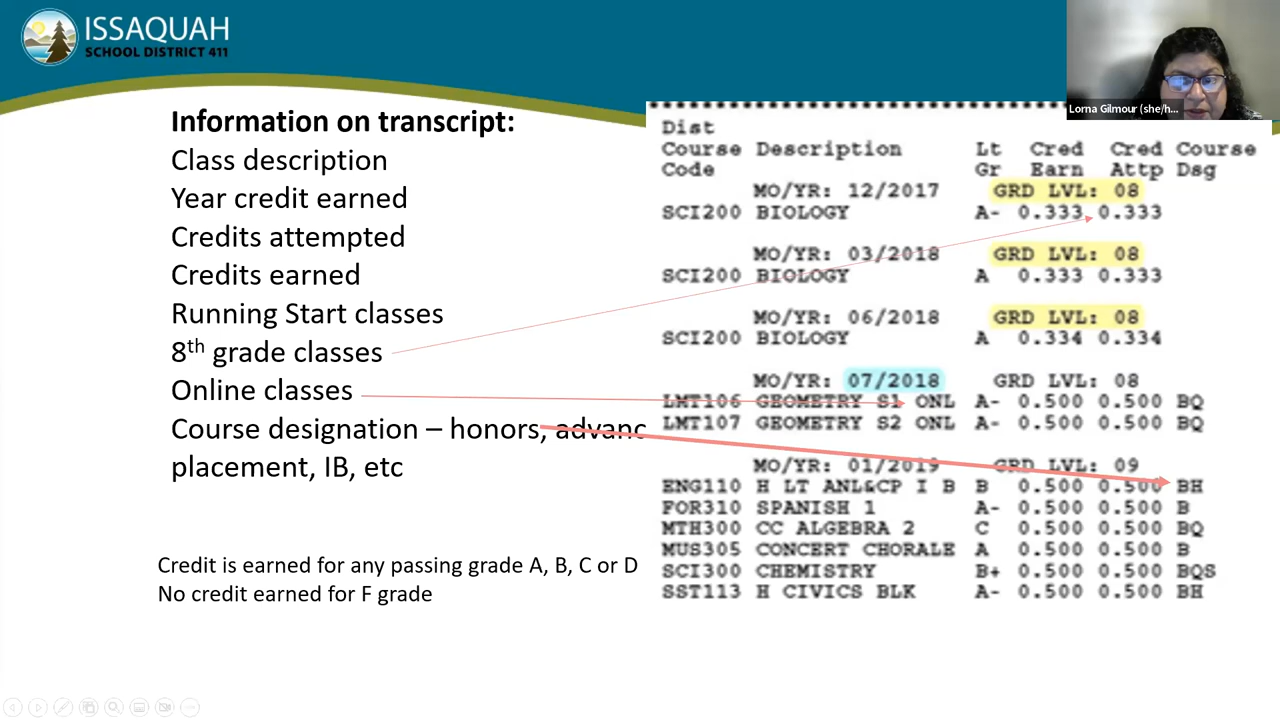 ISSAQUAH
SCHOOL DISTRICT 411
Lorna Gilmour (she/h...
Information on transcript:
Class description
Year credit earned
Credits attempted
Credits earned
Running Start classes
8th grade classes
Online classes
Course designation – honors, advanc
placement, IB, etc
Credit is earned for any passing grade A, B, C or D
No credit earned for F grade
Dist
Course Description Lt Cred Cred Course
Code Gr Earn Attp Dsg
MO/YR: 12/2017 GRD LVL: 08
SCI200 BIOLOGY A- 0.333 0.333
MO/YR: 03/2018 GRD LVL: 08
SCI200 BIOLOGY A 0.333 0.333
MO/YR: 06/2018 GRD LVL: 08
SCI200 BIOLOGY A 0.334 0.334
MO/YR: 07/2018 GRD LVL: 08
LMT106 GEOMETRY S1 ONL A- 0.500 0.500 BQ
LMT107 GEOMETRY S2 ONL A- 0.500 0.500 BQ
MO/YR: 01/2019 GRD LVL: 09
ENG110 H LT ANL&CP I B B 0.500 0.500 BH
FOR310 SPANISH 1 A- 0.500 0.500 B
MTH300 CC ALGEBRA 2 C 0.500 0.500 BQ
MUS305 CONCERT CHORALE A 0.500 0.500 B
SCI300 CHEMISTRY B+ 0.500 0.500 BQS
SST113 H CIVICS BLK A- 0.500 0.500 BH